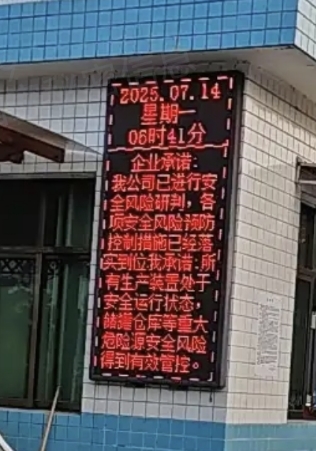 2025.07.14
星期一
06时41分
企业承诺:
我公司已进行安
全风险研判,各
项安全风险预防
控制措施已经落
实到位我承诺:所
有生产装置处于
安全运行状态,
储罐仓库等重大
危险源安全风险
得到有效管控。